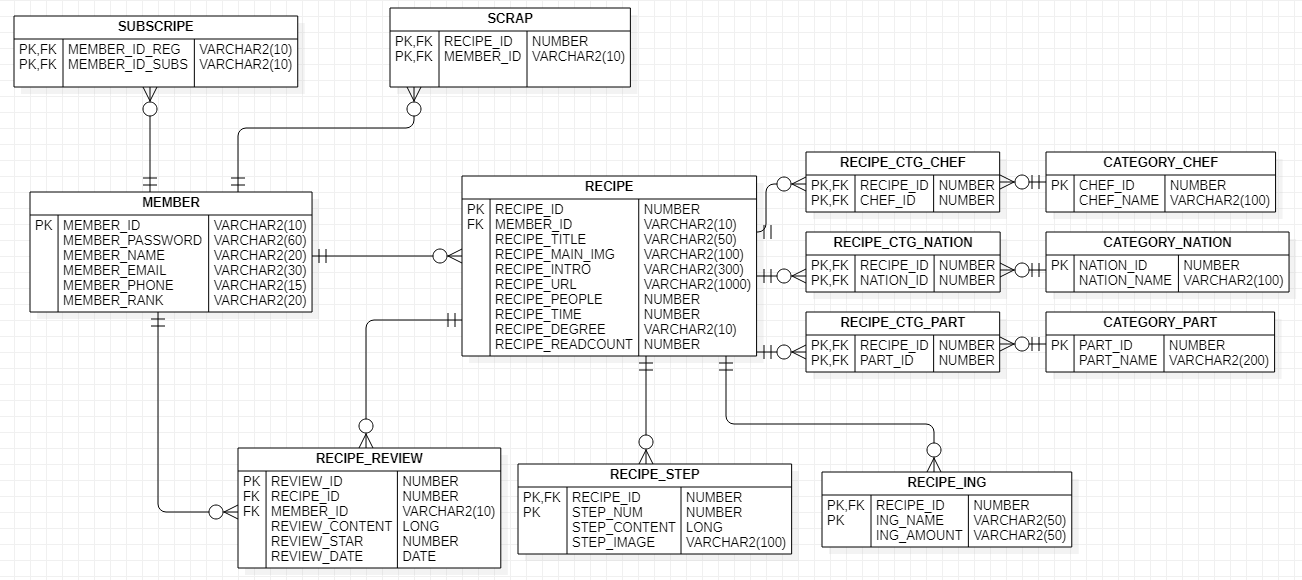 SUBSCRIPE
PK,FK MEMBER_ID_REG VARCHAR2(10)
PK,FK MEMBER_ID_SUBS VARCHAR2(10)
SCRAP
PK,FK RECIPE_ID NUMBER
PK,FK MEMBER_ID VARCHAR2(10)
MEMBER
PK MEMBER_ID VARCHAR2(10)
MEMBER_PASSWORD VARCHAR2(60)
MEMBER_NAME VARCHAR2(20)
MEMBER_EMAIL VARCHAR2(30)
MEMBER_PHONE VARCHAR2(15)
MEMBER_RANK VARCHAR2(20)
RECIPE
PK RECIPE_ID NUMBER
FK MEMBER_ID VARCHAR2(10)
RECIPE_TITLE VARCHAR2(50)
RECIPE_MAIN_IMG VARCHAR2(100)
RECIPE_INTRO VARCHAR2(300)
RECIPE_URL VARCHAR2(1000)
RECIPE_PEOPLE NUMBER
RECIPE_TIME NUMBER
RECIPE_DEGREE VARCHAR2(10)
RECIPE_READCOUNT NUMBER
RECIPE_CTG_CHEF
PK,FK RECIPE_ID NUMBER
PK,FK CHEF_ID NUMBER
CATEGORY_CHEF
PK CHEF_ID NUMBER
CHEF_NAME VARCHAR2(100)
RECIPE_CTG_NATION
PK,FK RECIPE_ID NUMBER
PK,FK NATION_ID NUMBER
CATEGORY_NATION
PK NATION_ID NUMBER
NATION_NAME VARCHAR2(100)
RECIPE_CTG_PART
PK,FK RECIPE_ID NUMBER
PK,FK PART_ID NUMBER
CATEGORY_PART
PK PART_ID NUMBER
PART_NAME VARCHAR2(200)
RECIPE_REVIEW
PK REVIEW_ID NUMBER
FK RECIPE_ID NUMBER
FK MEMBER_ID VARCHAR2(10)
REVIEW_CONTENT LONG
REVIEW_STAR NUMBER
REVIEW_DATE DATE
RECIPE_STEP
PK,FK RECIPE_ID NUMBER
PK STEP_NUM NUMBER
STEP_CONTENT LONG
STEP_IMAGE VARCHAR2(100)
RECIPE_ING
PK,FK RECIPE_ID NUMBER
PK ING_NAME VARCHAR2(50)
ING_AMOUNT VARCHAR2(50)